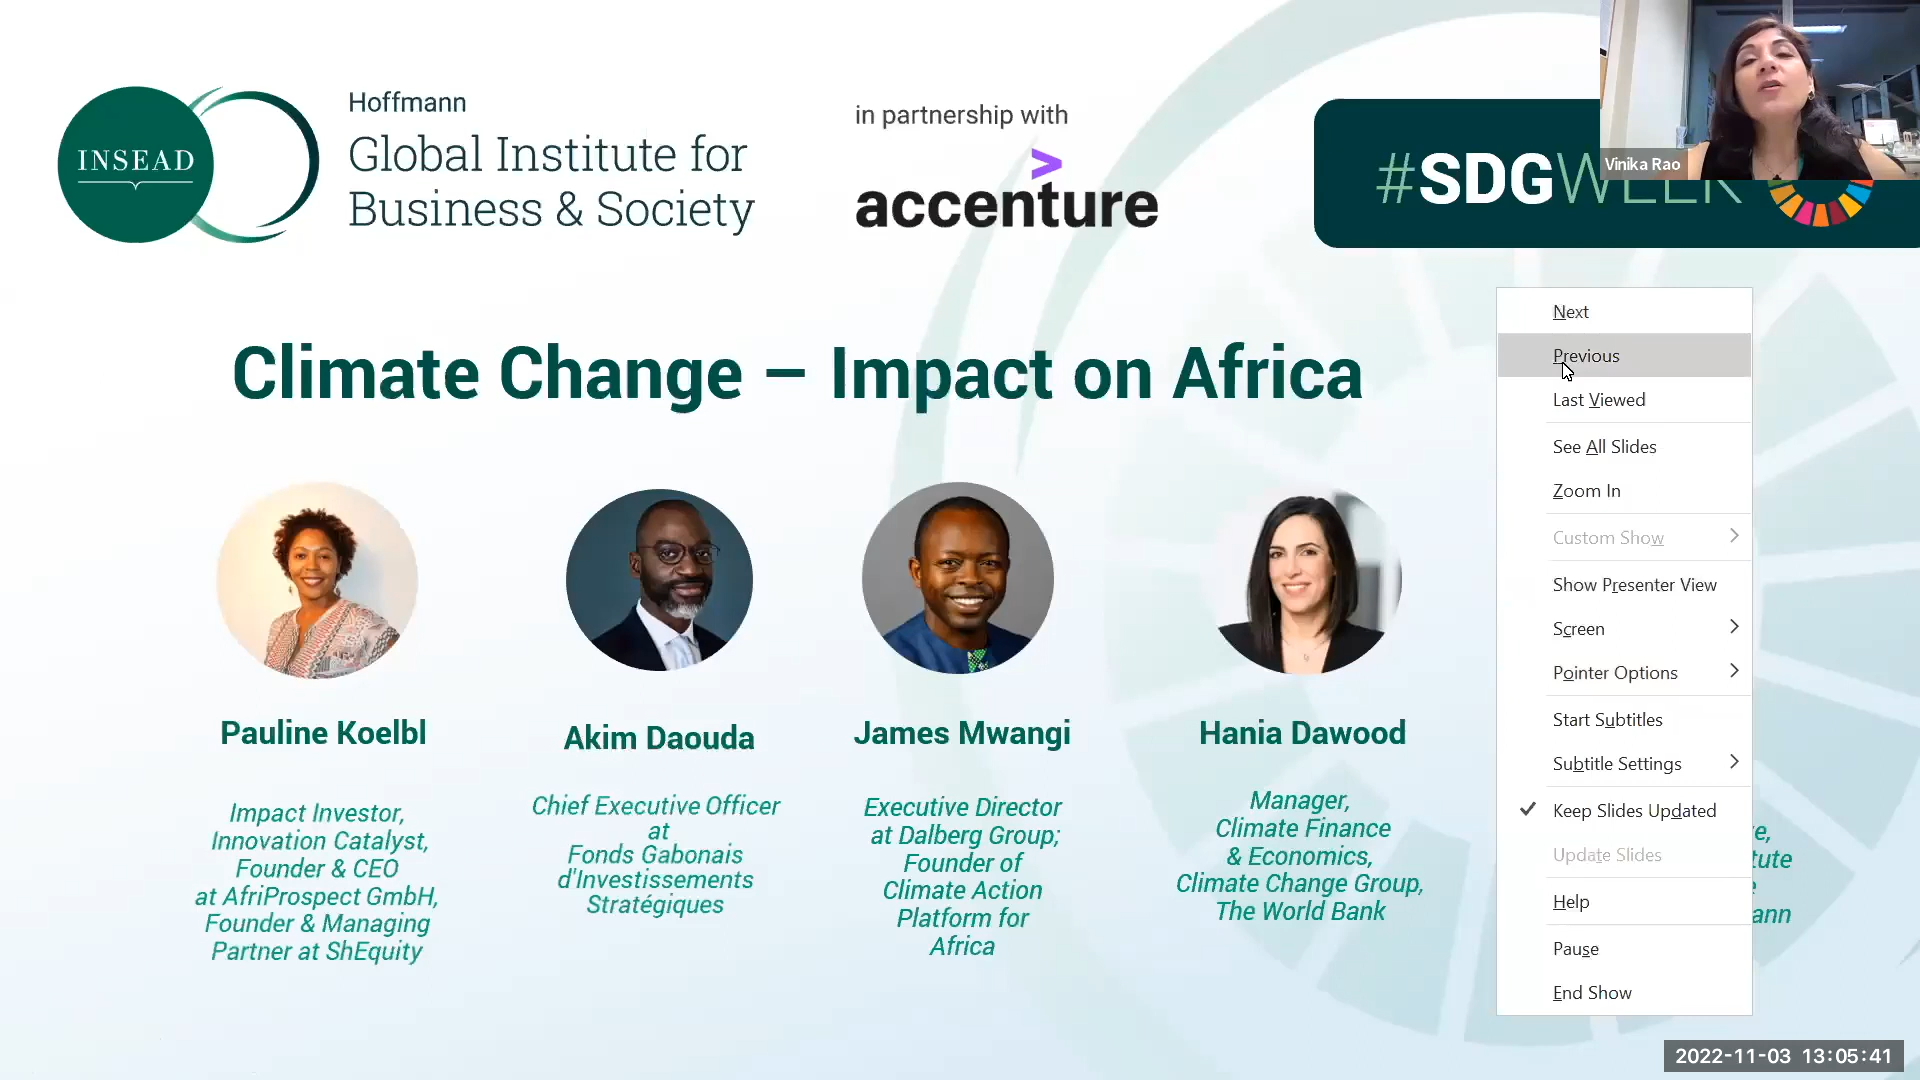 INSEAD
Hoffmann
Global Institute for
Business & Society
in partnership with
>
accenture
#SDGWEEK
Vinika Rao
Climate Change – Impact on Africa
Pauline Koelbl
Impact Investor,
Innovation Catalyst,
Founder & CEO
at AfriProspect GmbH,
Founder & Managing
Partner at ShEquity
Akim Daouda
Chief Executive Officer
at
Fonds Gabonais
d'Investissements
Stratégiques
James Mwangi
Executive Director
at Dalberg Group;
Founder of
Climate Action
Platform for
Africa
Hania Dawood
Manager,
Climate Finance
& Economics,
Climate Change Group,
The World Bank
Next
Previous
Last Viewed
See All Slides
Zoom In
Custom Show
Show Presenter View
Screen
Pointer Options
Start Subtitles
Subtitle Settings
Keep Slides Updated
Update Slides
Help
Pause
End Show
2022-11-03 13:05:41